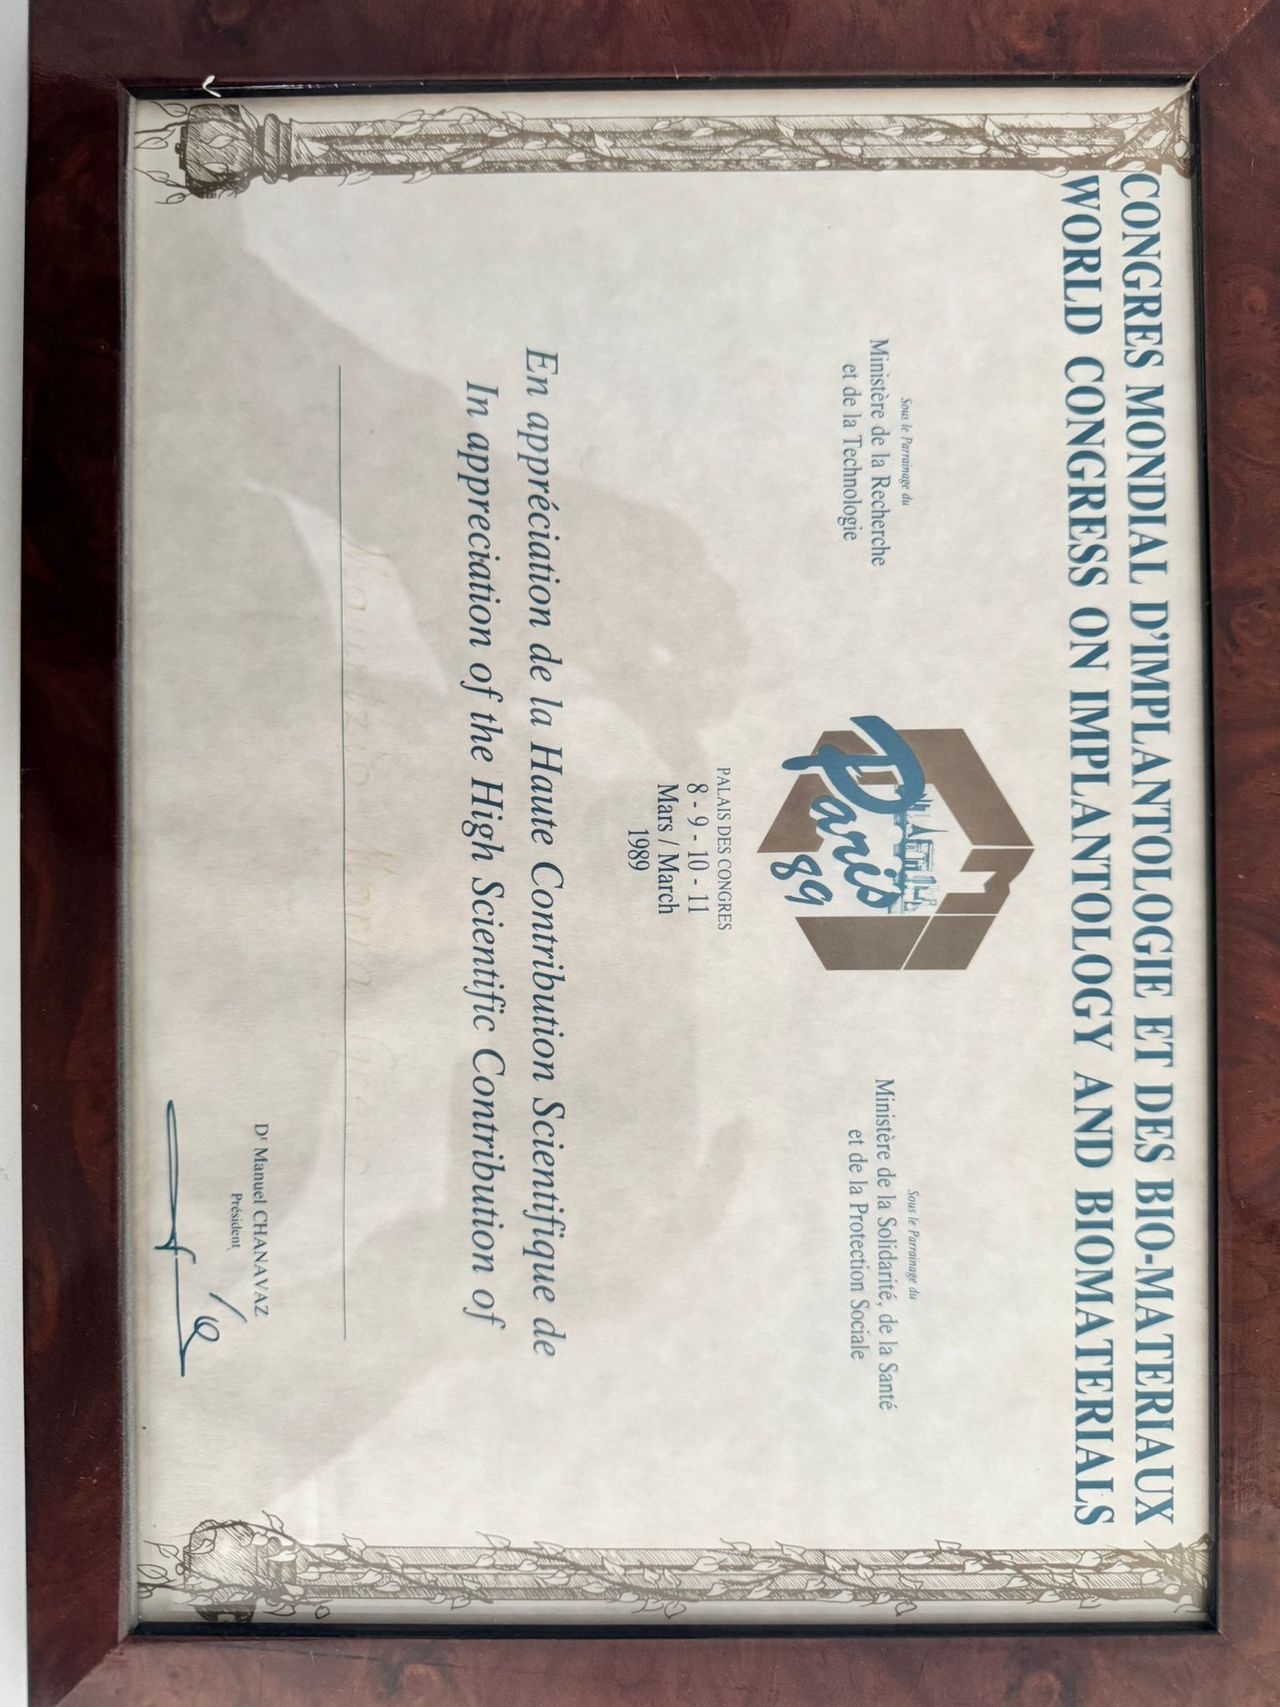 CONGRES MONDIAL D'IMPLANTOLOGIE ET DES BIO-MATERIAUX
WORLD CONGRESS ON IMPLANTOLOGY AND BIOMATERIALS
Paris
89
Sous le Parrainage du
Ministère de la Recherche
et de la Technologie
Sous le Parrainage du
Ministère de la Solidarité, de la Santé
et de la Protection Sociale
PALAIS DES CONGRES
8 - 9 - 10 - 11
Mars / March
1989
En appréciation de la Haute Contribution Scientifique de
In appreciation of the High Scientific Contribution of
Dr Manuel CHANAVAZ
Président